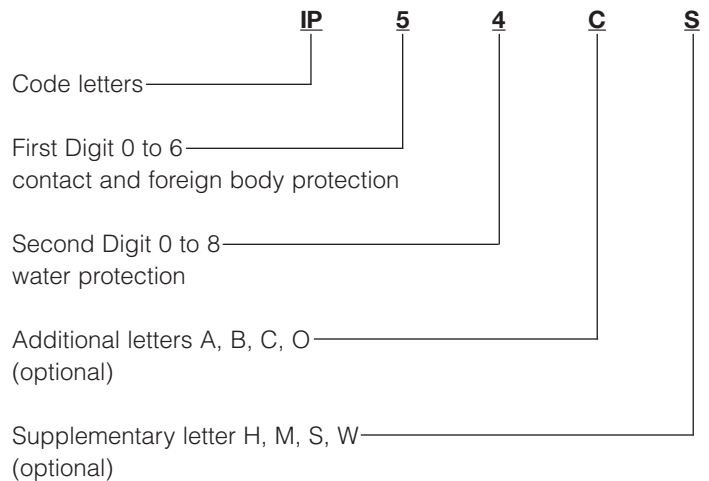 IP 5 4 C S
Code letters
First Digit 0 to 6
contact and foreign body protection
Second Digit 0 to 8
water protection
Additional letters A, B, C, O
(optional)
Supplementary letter H, M, S, W
(optional)